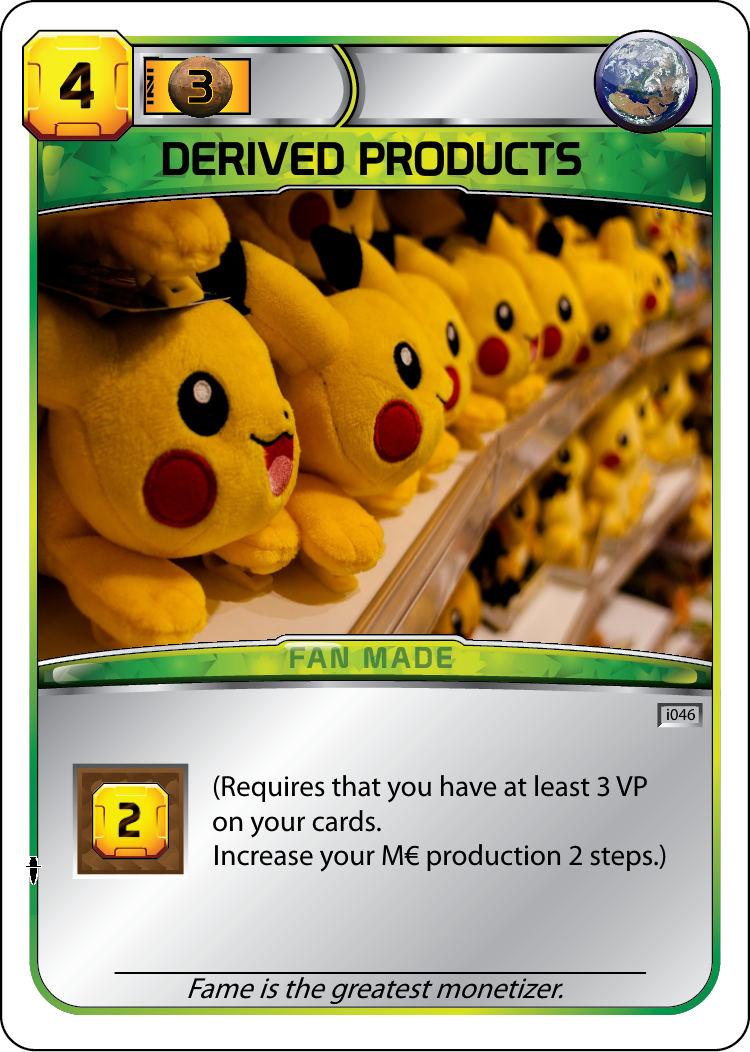 4
3
DERIVED PRODUCTS
FAN MADE
i046
2
(Requires that you have at least 3 VP
on your cards.
Increase your M€ production 2 steps.)
Fame is the greatest monetizer.